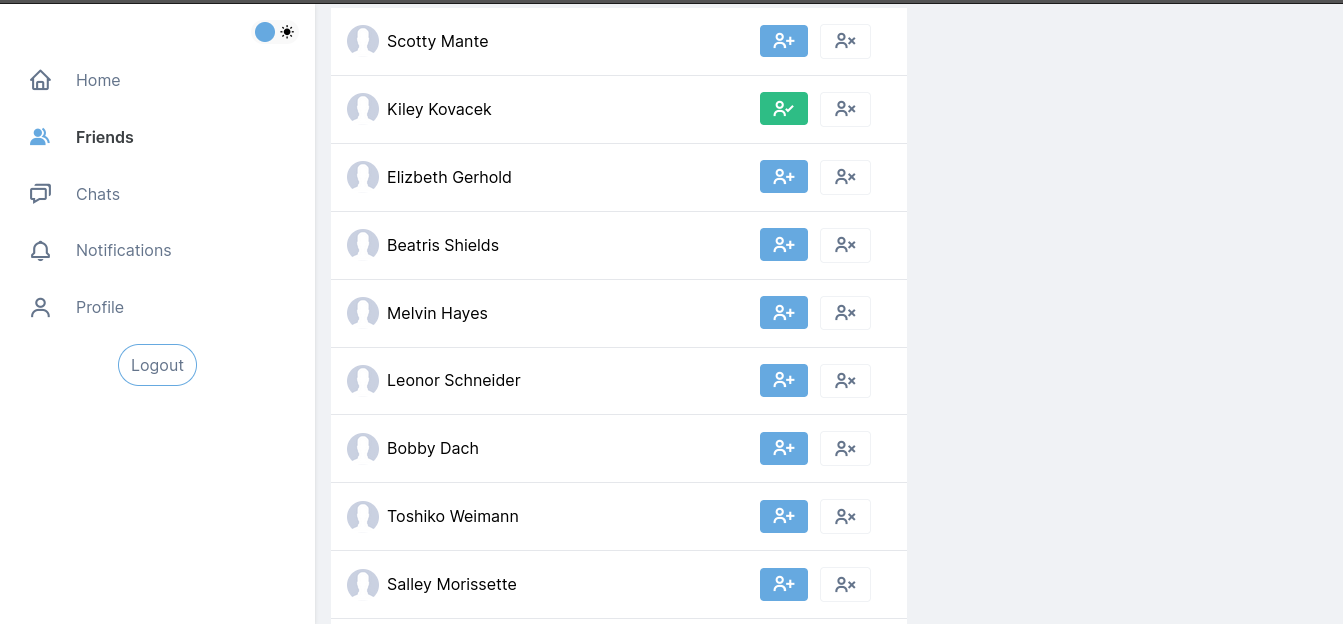 Home
Friends
Chats
Notifications
Profile
Logout
Scotty Mante
Kiley Kovacek
Elizbeth Gerhold
Beatris Shields
Melvin Hayes
Leonor Schneider
Bobby Dach
Toshiko Weimann
Salley Morissette